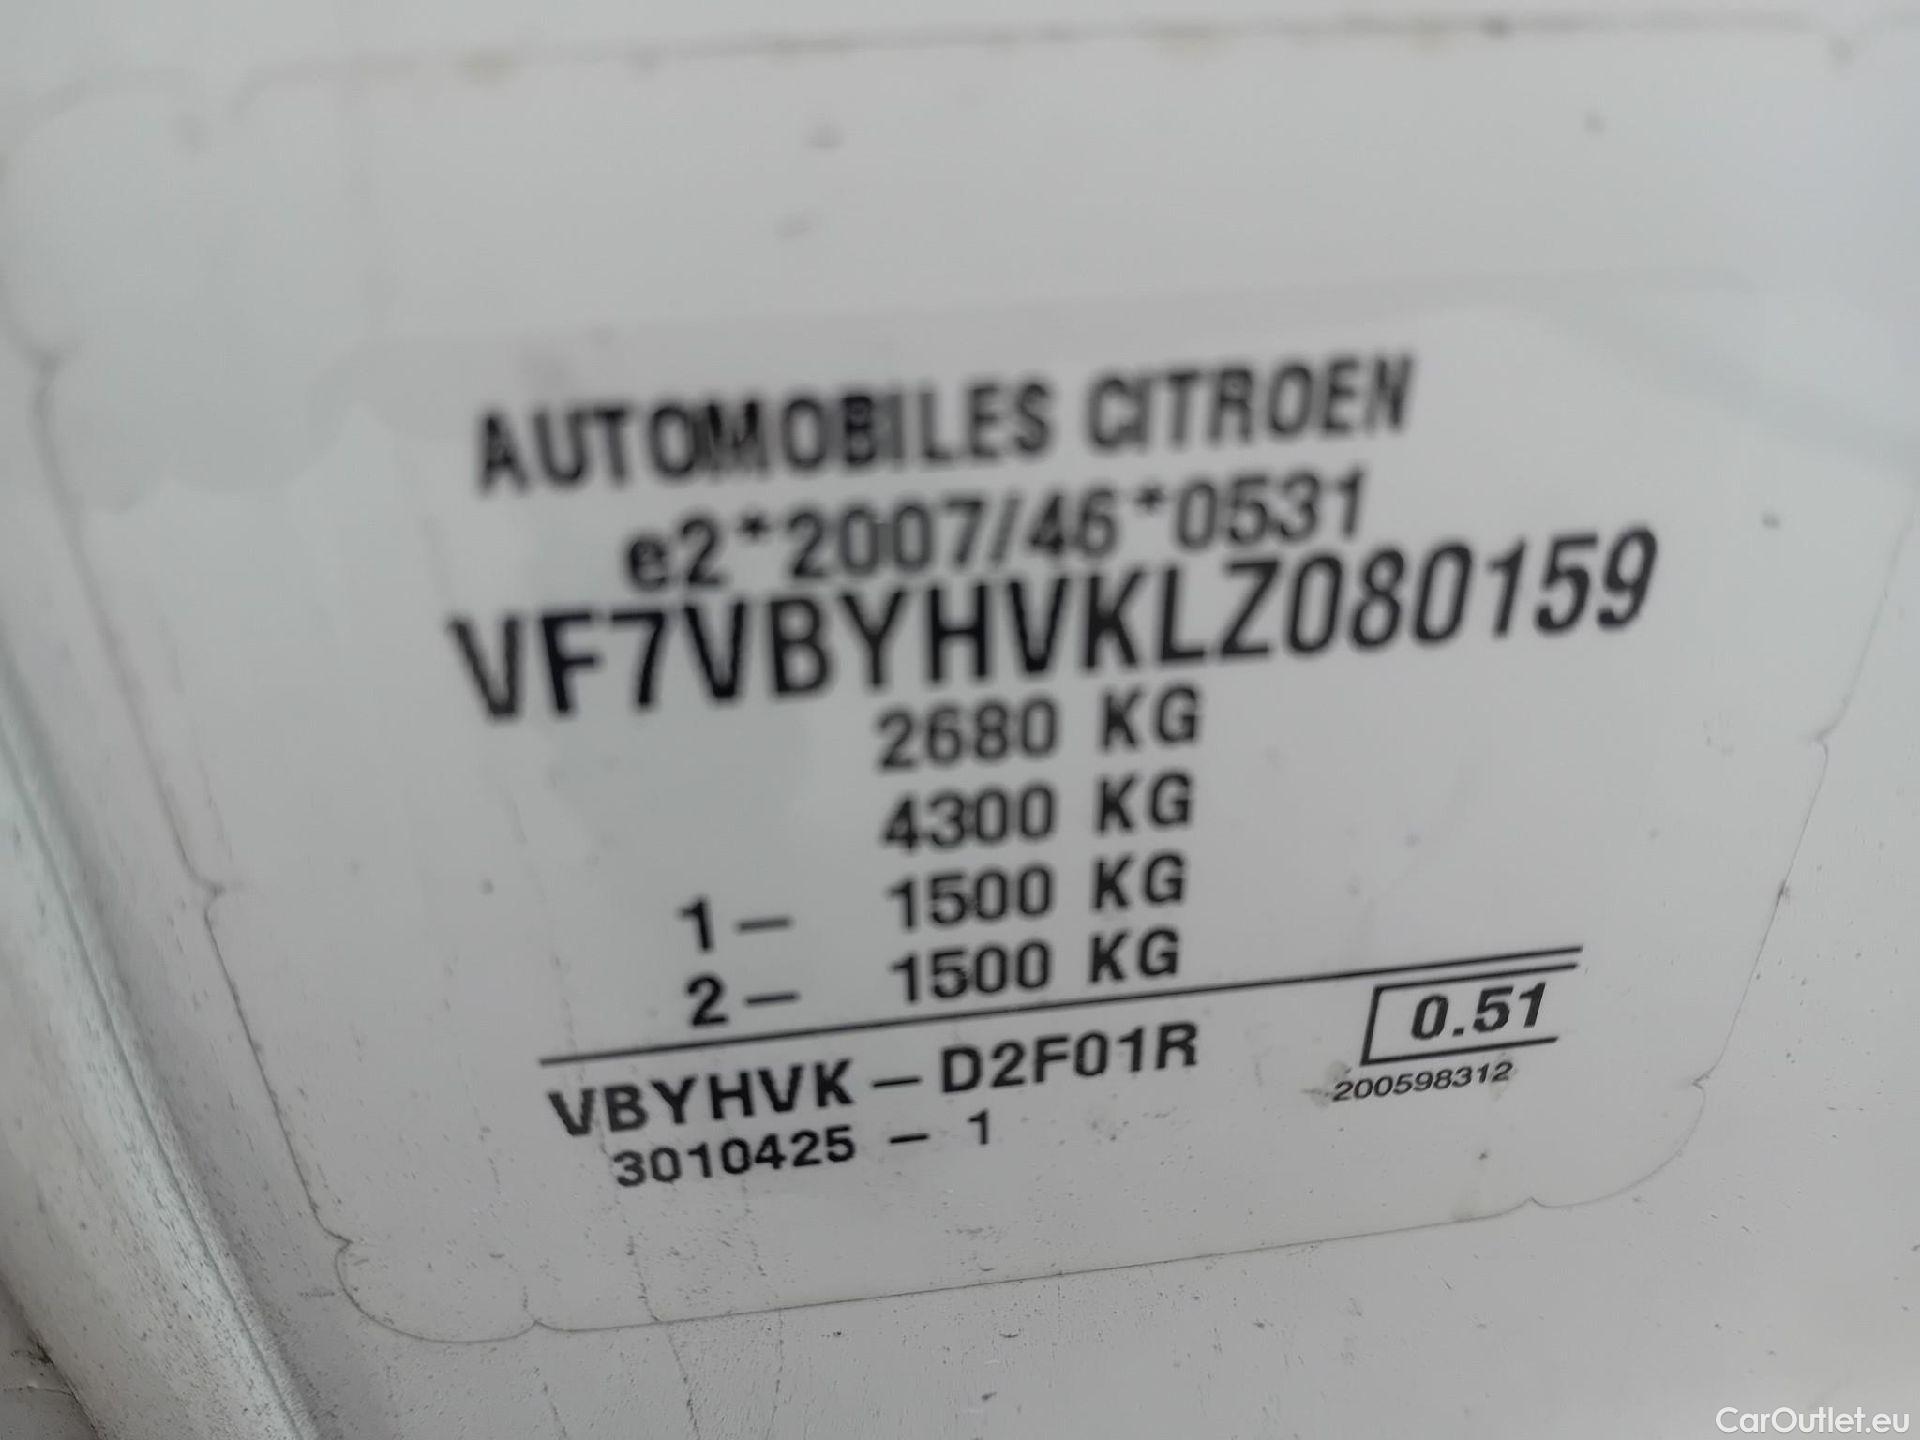 AUTOMOBILES CITROEN
e2*2007/46*0531
VF7VBYHVKLZ080159
2680 KG
4300 KG
1- 1500 KG
2- 1500 KG
0.51
VBYHVK-D2F01R
200598312
3010425 - 1
CarOutlet.eu